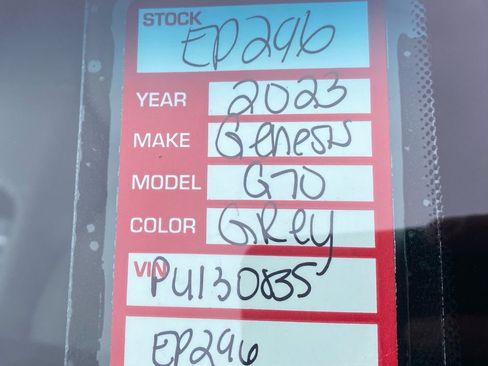 STOCK EP296
YEAR 2023
MAKE Genesis
MODEL G70
COLOR GRey
VIN PU130835
EP296